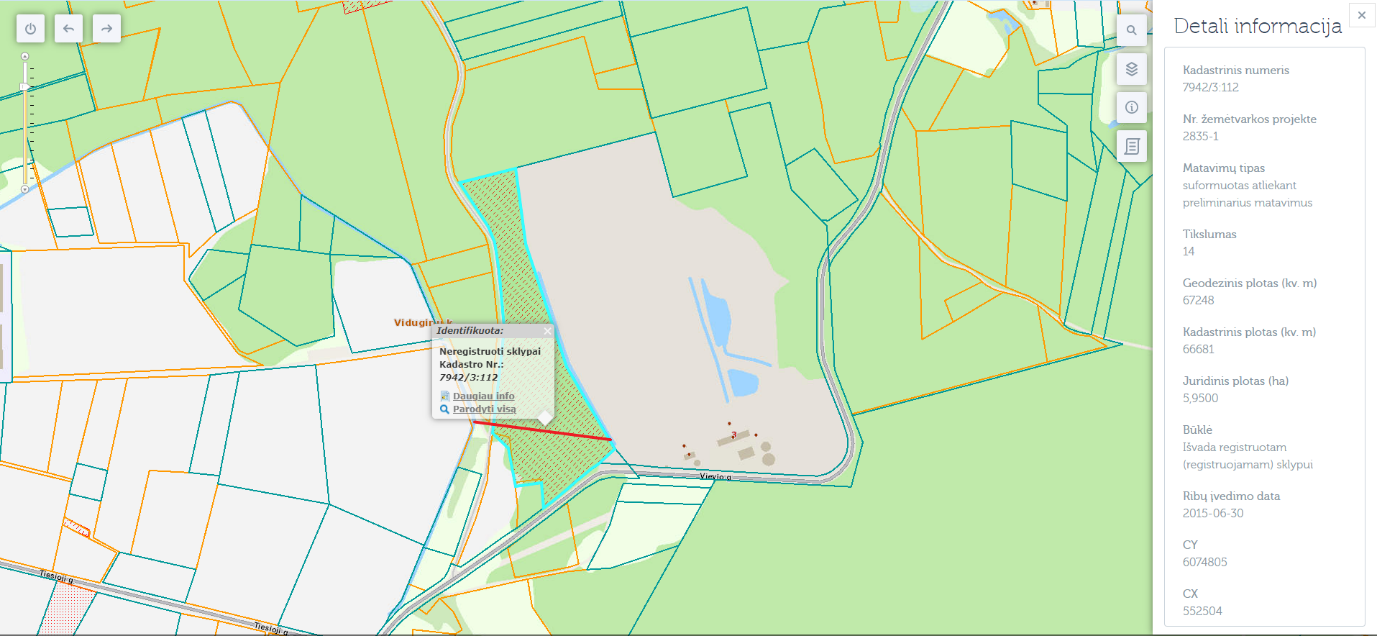 Detali informacija
Kadastrinis numeris
7942/3:112
Nr. žemėtvarkos projekte
2835-1
Matavimų tipas
suformuotas atliekant
preliminarius matavimus
Tikslumas
14
Geodezinis plotas (kv. m)
67248
Kadastrinis plotas (kv. m)
66681
Juridinis plotas (ha)
5,9500
Būklė
Išvada registruotam
(registruojamam) sklypui
Ribų įvedimo data
2015-06-30
CY
6074805
CX
552504
Identifikuota:
Neregistruoti sklypai
Kadastro Nr.:
7942/3:112
Daugiau info
Parodyti visą
3
Tiesioji g
Tiesioji g